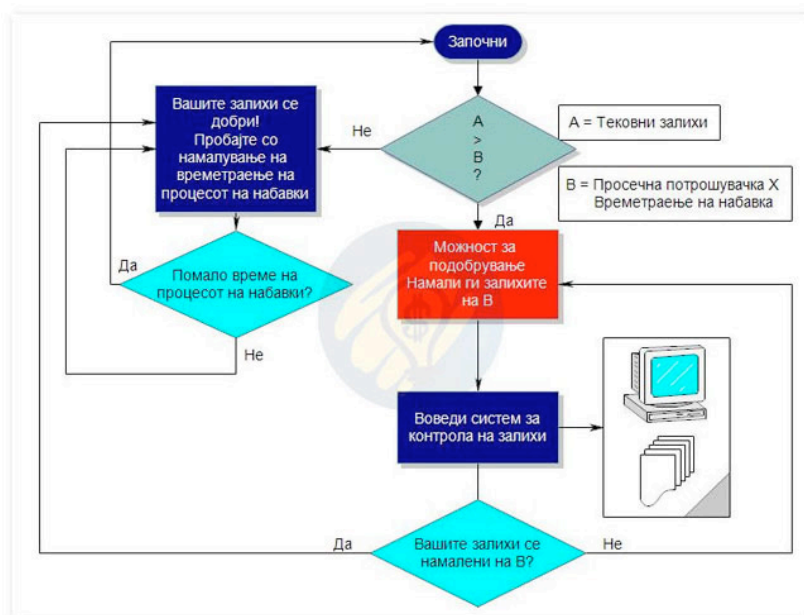 Започни
Вашите залихи се
добри!
Пробајте со
намалување на
времетраење на
процесот на набавки
Не
А
>
В
?
А = Тековни залихи
В = Просечна потрошувачка Х
Времетраење на набавка
Да
Можност за
подобрување
Намали ги залихите
на В
Да
Помало време на
процесот на набавки?
Не
Воведи систем за
контрола на залихи
Да
Вашите залихи се
намалени на В?
Не